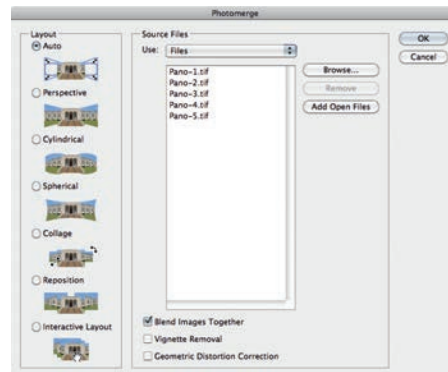 Photomerge
Layout
Auto
Perspective
Cylindrical
Spherical
Collage
Reposition
Interactive Layout
Source Files
Use: Files
Pano-1.tif
Pano-2.tif
Pano-3.tif
Pano-4.tif
Pano-5.tif
Browse...
Remove
Add Open Files
Blend Images Together
Vignette Removal
Geometric Distortion Correction
OK
Cancel